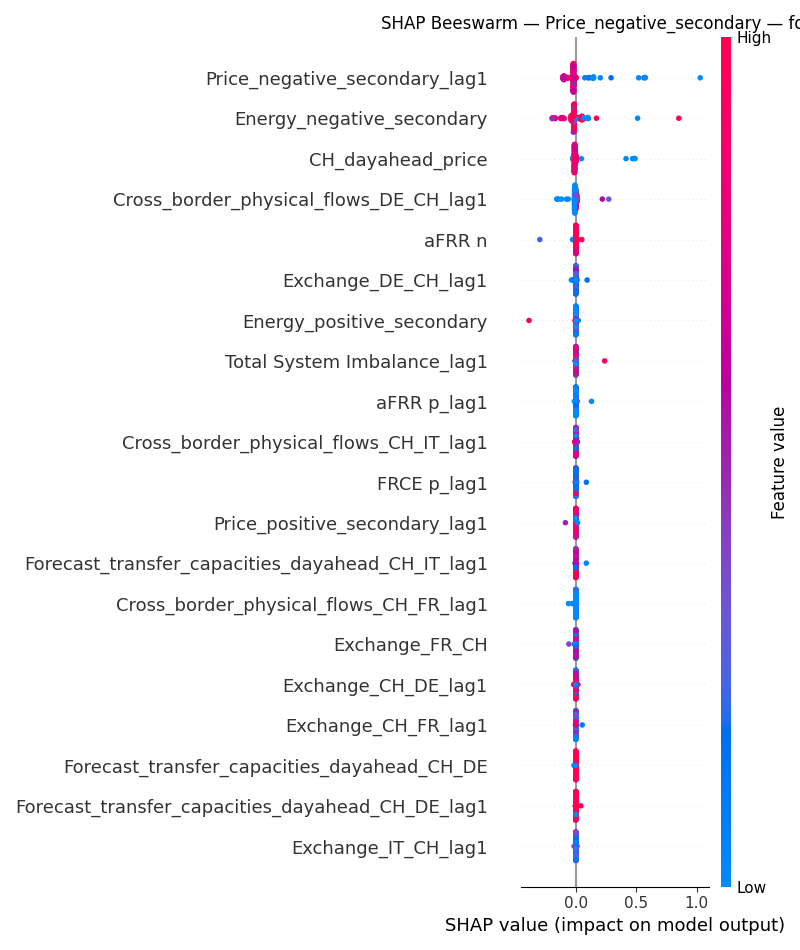 SHAP Beeswarm — Price_negative_secondary — fo
High
Price_negative_secondary_lag1
Energy_negative_secondary
CH_dayahead_price
Cross_border_physical_flows_DE_CH_lag1
aFRR n
Exchange_DE_CH_lag1
Energy_positive_secondary
Total System Imbalance_lag1
aFRR p_lag1
Cross_border_physical_flows_CH_IT_lag1
FRCE p_lag1
Price_positive_secondary_lag1
Forecast_transfer_capacities_dayahead_CH_IT_lag1
Cross_border_physical_flows_CH_FR_lag1
Exchange_FR_CH
Exchange_CH_DE_lag1
Exchange_CH_FR_lag1
Forecast_transfer_capacities_dayahead_CH_DE
Forecast_transfer_capacities_dayahead_CH_DE_lag1
Exchange_IT_CH_lag1
Feature value
Low
0.0 0.5 1.0
SHAP value (impact on model output)